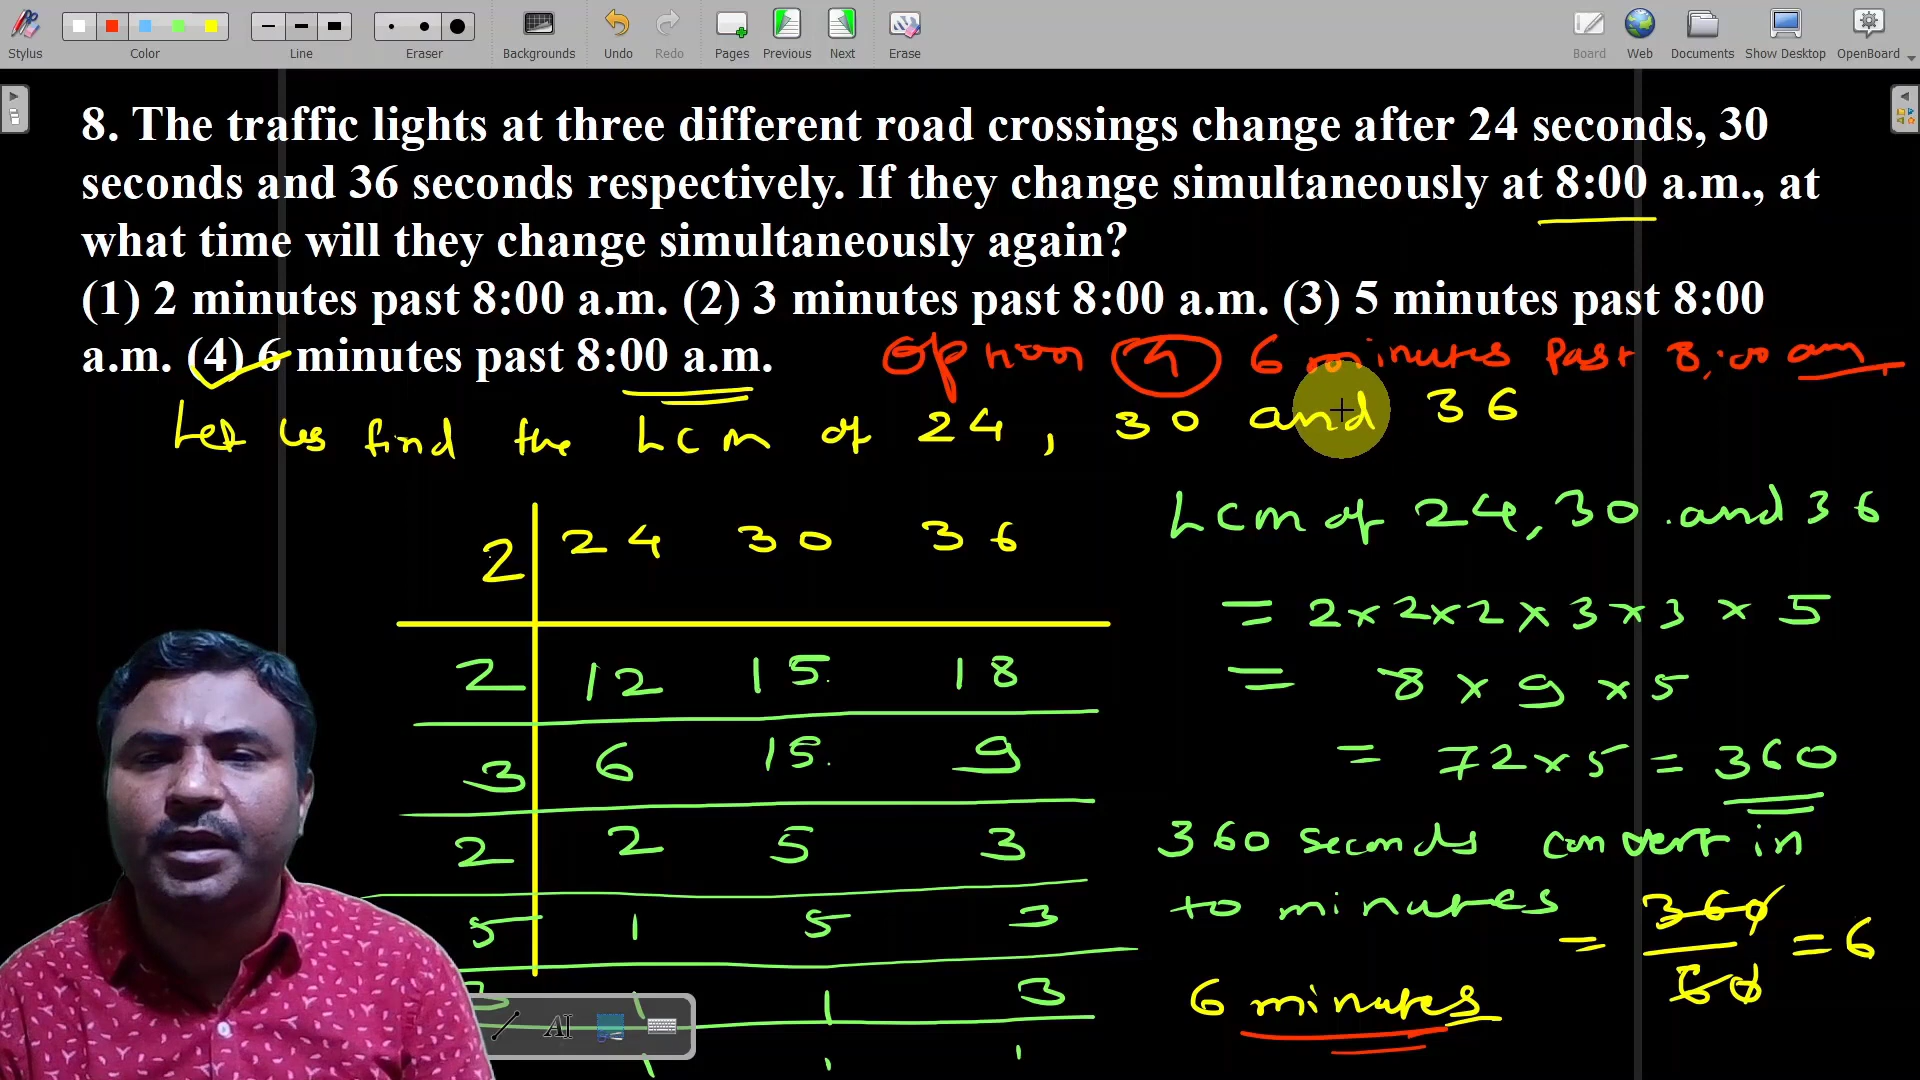 Stylus Color Line Eraser Backgrounds Undo Redo Pages Previous Next Erase Board Web Documents Show Desktop OpenBoard
8. The traffic lights at three different road crossings change after 24 seconds, 30
seconds and 36 seconds respectively. If they change simultaneously at 8:00 a.m., at
what time will they change simultaneously again?
(1) 2 minutes past 8:00 a.m. (2) 3 minutes past 8:00 a.m. (3) 5 minutes past 8:00
a.m. (4) 6 minutes past 8:00 a.m.
Option 4 6 minutes Past 8:00 am
Let us find the LCM of 24, 30 and 36
2 24 30 36
2 12 15 18
3 6 15 9
2 2 5 3
5 1 5 3
3 1 1 3
1 1 1
LCM of 24, 30 and 36
= 2 × 2 × 2 × 3 × 3 × 5
= 8 × 9 × 5
= 72 × 5 = 360
360 seconds convert in
to minutes = 360/60 = 6
6 minutes
AI